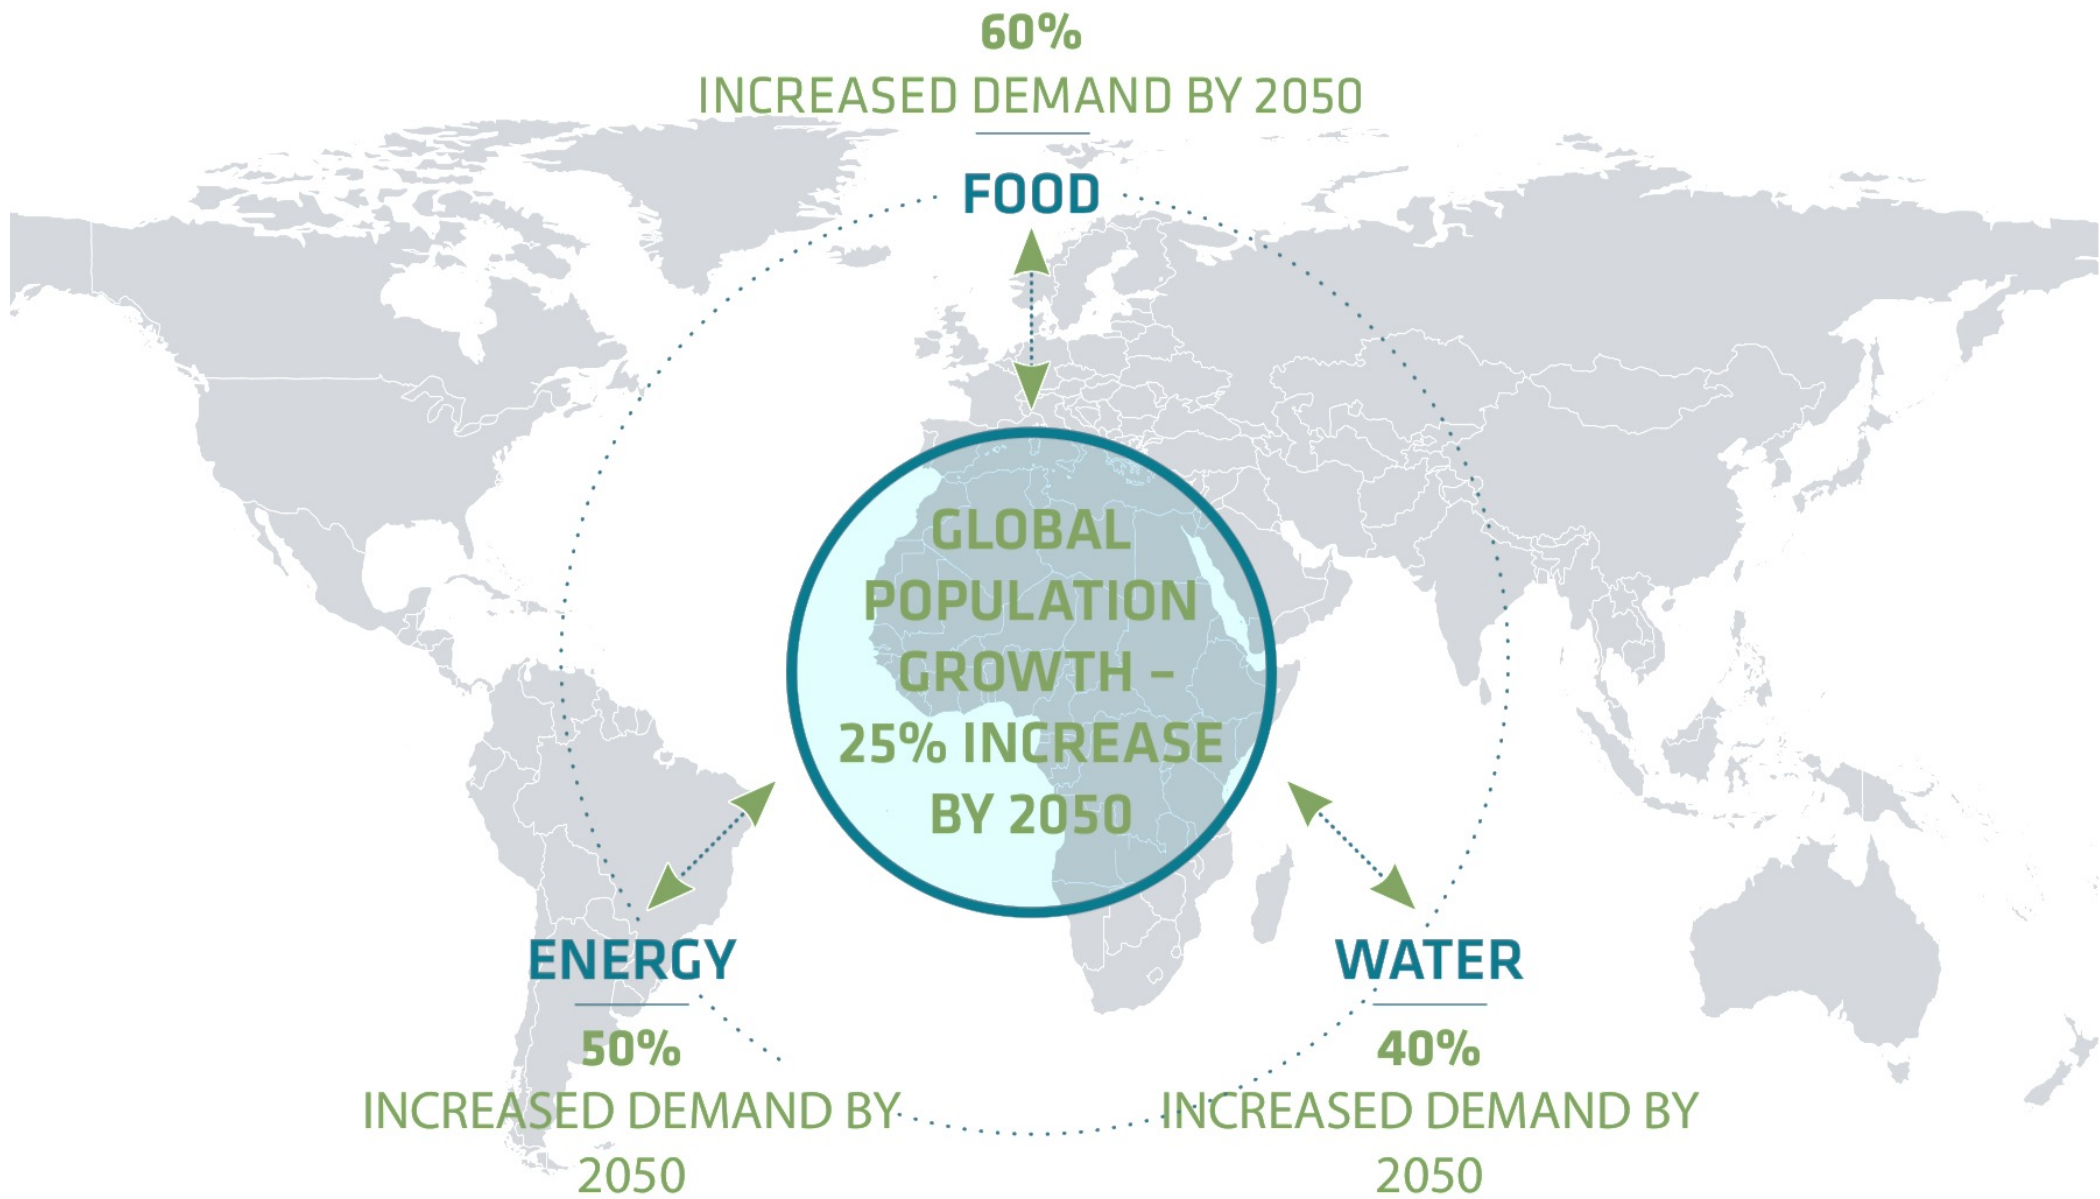 60%
INCREASED DEMAND BY 2050
FOOD
GLOBAL
POPULATION
GROWTH –
25% INCREASE
BY 2050
ENERGY
50%
INCREASED DEMAND BY
2050
WATER
40%
INCREASED DEMAND BY
2050